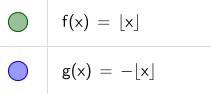 f(x) = ⌊x⌋
g(x) = −⌊x⌋